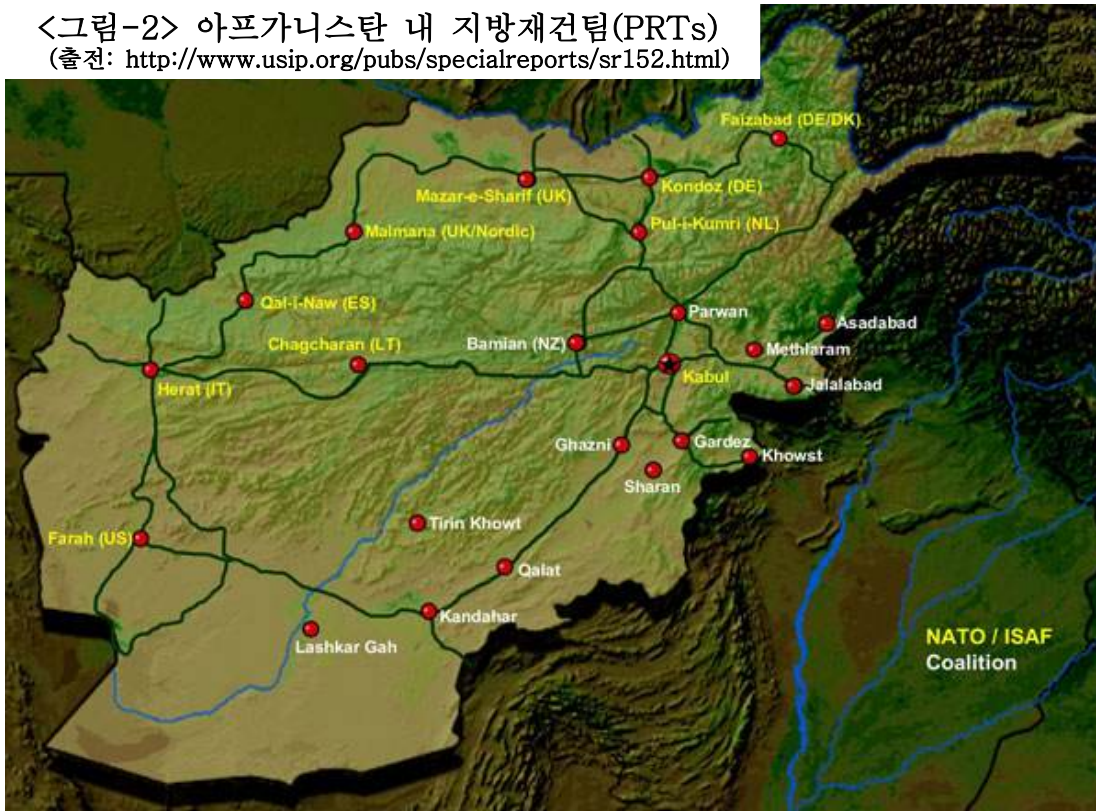 <그림-2> 아프가니스탄 내 지방재건팀(PRTs)
(출전: http://www.usip.org/pubs/specialreports/sr152.html)
Faizabad (DE/DK)
Mazar-e-Sharif (UK)
Kondoz (DE)
Malmana (UK/Nordic)
Pul-i-Kumri (NL)
Qal-i-Naw (ES)
Parwan
Asadabad
Chagcharan (LT)
Bamian (NZ)
Methlaram
Herat (IT)
Kabul
Jalalabad
Ghazni
Gardez
Khowst
Sharan
Tirin Khowt
Farah (US)
Qalat
Kandahar
Lashkar Gah
NATO / ISAF
Coalition